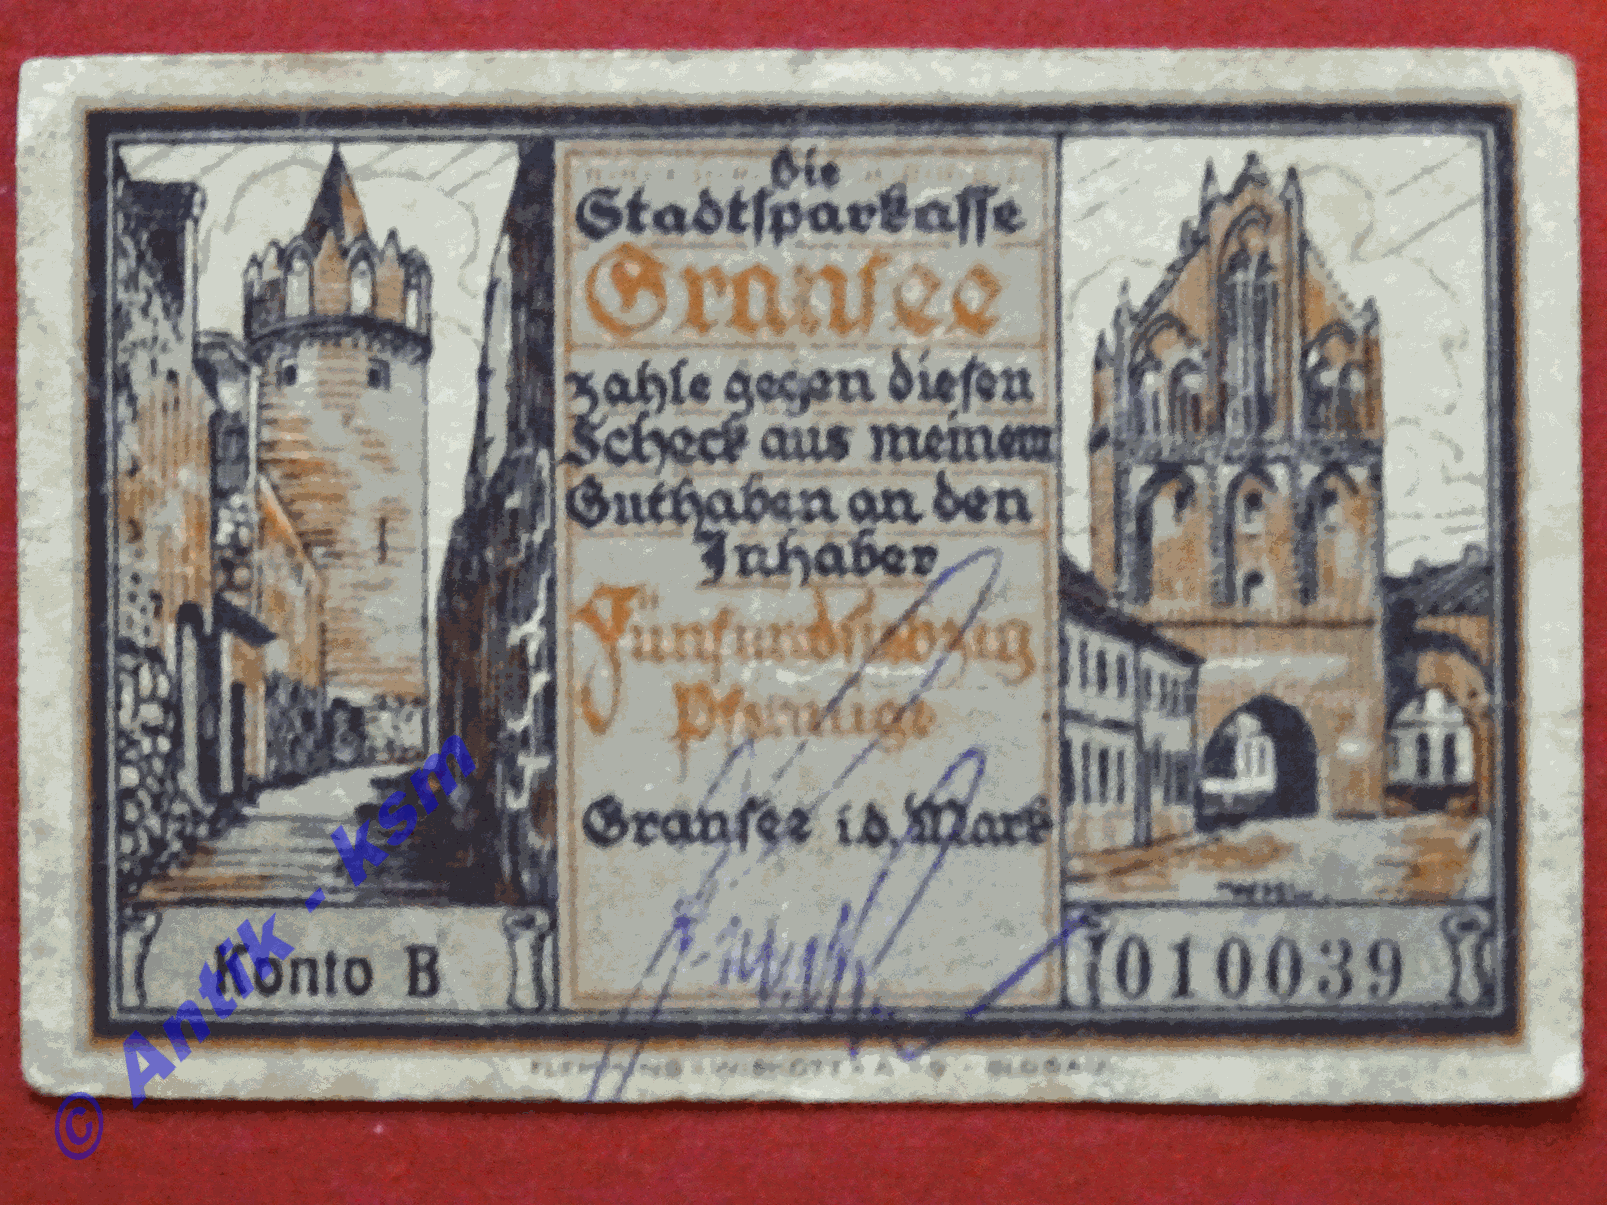 Die
Stadtsparkasse
Gransee
zahle gegen diesen
Scheck aus meinem
Guthaben an den
Inhaber
Fünfundsiebzig
Pfennige
Gransee i.d. Mark
Konto B
010039
© Antik - ksm